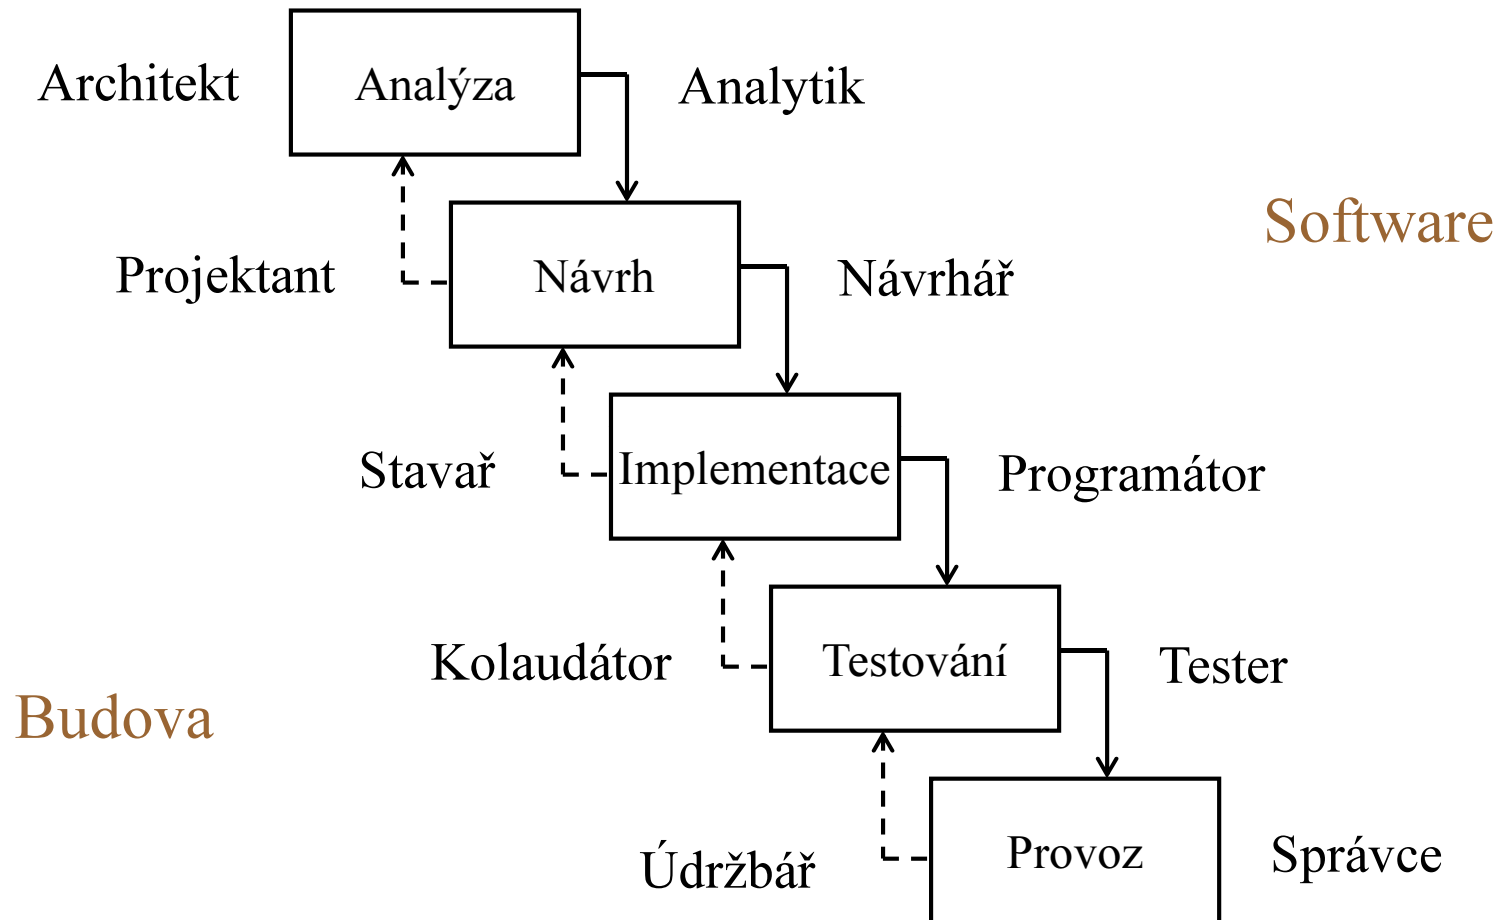 Architekt
Analýza
Analytik
Software
Projektant
Návrh
Návrhář
Stavař
Implementace
Programátor
Kolaudátor
Testování
Tester
Budova
Údržbář
Provoz
Správce